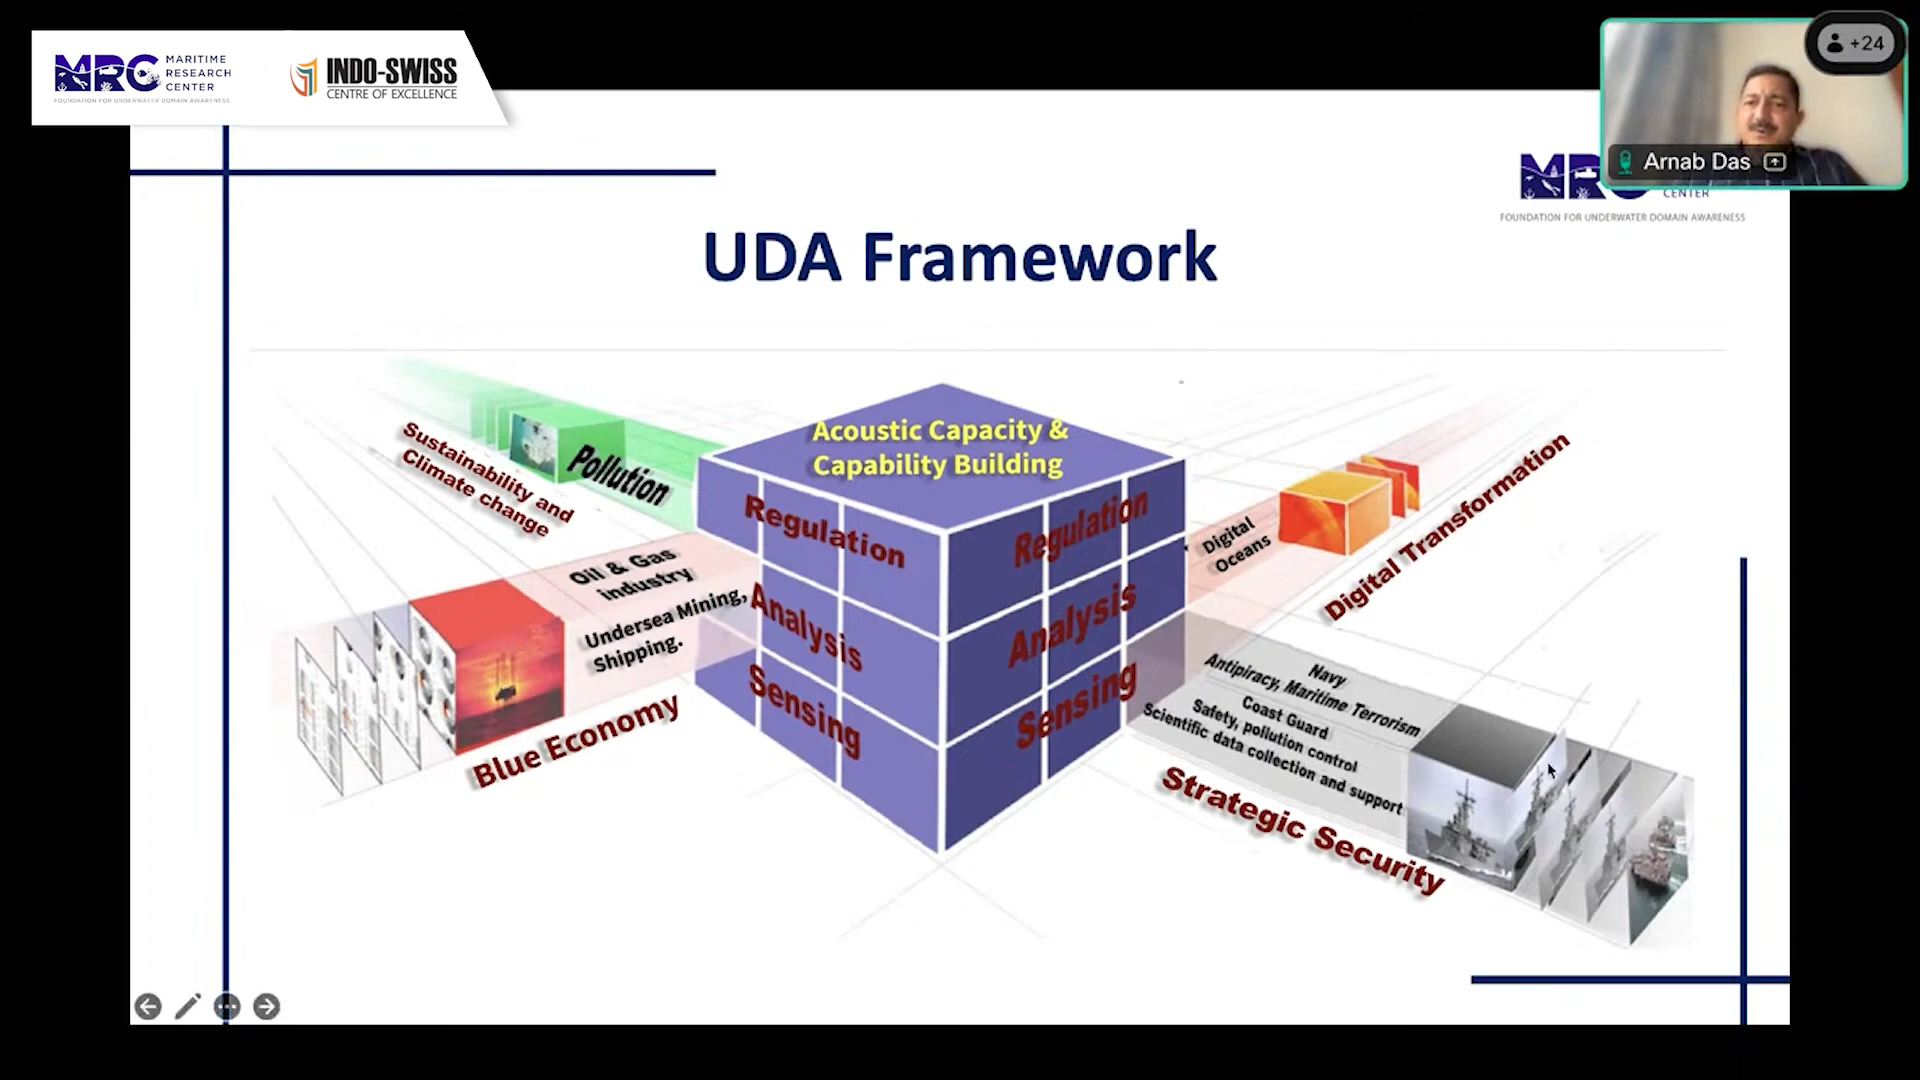 MRC MARITIME
RESEARCH
CENTER
FOUNDATION FOR UNDERWATER DOMAIN AWARENESS
INDO-SWISS
CENTRE OF EXCELLENCE
+24
Arnab Das
CENTER
FOUNDATION FOR UNDERWATER DOMAIN AWARENESS
UDA Framework
Sustainability and
Climate change
Pollution
Acoustic Capacity &
Capability Building
Regulation
Analysis
Sensing
Regulation
Analysis
Sensing
Digital
Oceans
Digital Transformation
Oil & Gas
industry
Undersea Mining,
Shipping.
Blue Economy
Navy
Antipiracy, Maritime Terrorism
Coast Guard
Safety, pollution control
Scientific data collection and support
Strategic Security